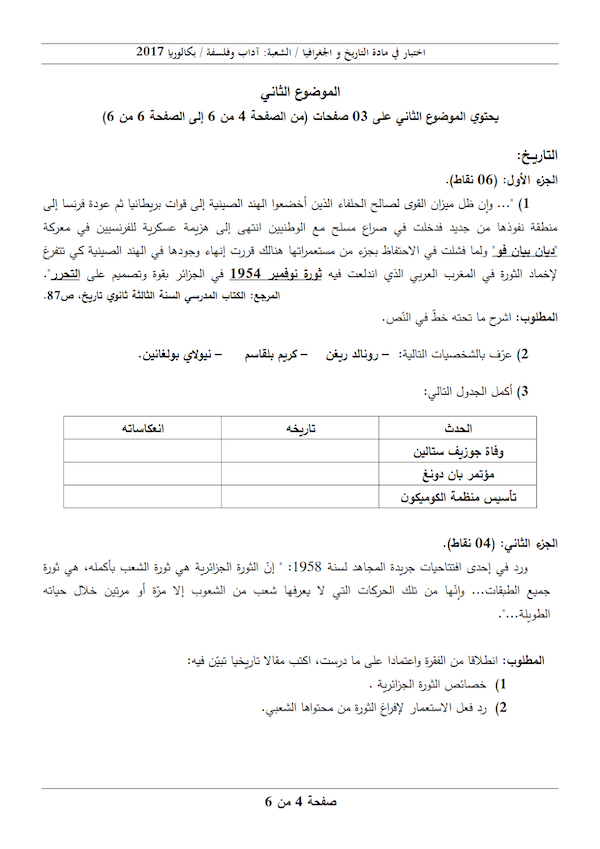 اختبار في مادة التاريخ و الجغرافيا / الشعبة: آداب وفلسفة / بكالوريا 2017
الموضوع الثاني
يحتوي الموضوع الثاني على 03 صفحات (من الصفحة 4 من 6 إلى الصفحة 6 من 6)
التاريخ:
الجزء الأول: (06 نقاط).
1) "... وإن ظل ميزان القوى لصالح الحلفاء الذين أخضعوا الهند الصينية إلى قوات بريطانيا ثم عودة فرنسا إلى
منطقة نفوذها من جديد فدخلت في صراع مسلح مع الوطنيين انتهى إلى هزيمة عسكرية للفرنسيين في معركة
"ديان بيان فو" ولما فشلت في الاحتفاظ بجزء من مستعمراتها هنالك قررت إنهاء وجودها في الهند الصينية كي تتفرغ
لإخماد الثورة في المغرب العربي الذي اندلعت فيه ثورة نوفمبر 1954 في الجزائر بقوة وتصميم على التحرر".
المرجع: الكتاب المدرسي السنة الثالثة ثانوي تاريخ، ص87.
المطلوب: اشرح ما تحته خطّ في النّص.
2) عرّف بالشخصيات التالية: – رونالد ريغن – كريم بلقاسم – نيولاي بولغانين.
3) أكمل الجدول التالي:
الحدث تاريخه انعكاساته
وفاة جوزيف ستالين
مؤتمر بان دونغ
تأسيس منظمة الكوميكون
الجزء الثاني: (04 نقاط).
ورد في إحدى افتتاحيات جريدة المجاهد لسنة 1958: " إنّ الثورة الجزائرية هي ثورة الشعب بأكمله، هي ثورة
جميع الطبقات... وإنّها من تلك الحركات التي لا يعرفها شعب من الشعوب إلا مرّة أو مرتين خلال حياته
الطويلة...".
المطلوب: انطلاقا من الفقرة واعتمادا على ما درست، اكتب مقالا تاريخيا تبيّن فيه:
1) خصائص الثورة الجزائرية .
2) رد فعل الاستعمار لإفراغ الثورة من محتواها الشعبي.
صفحة 4 من 6